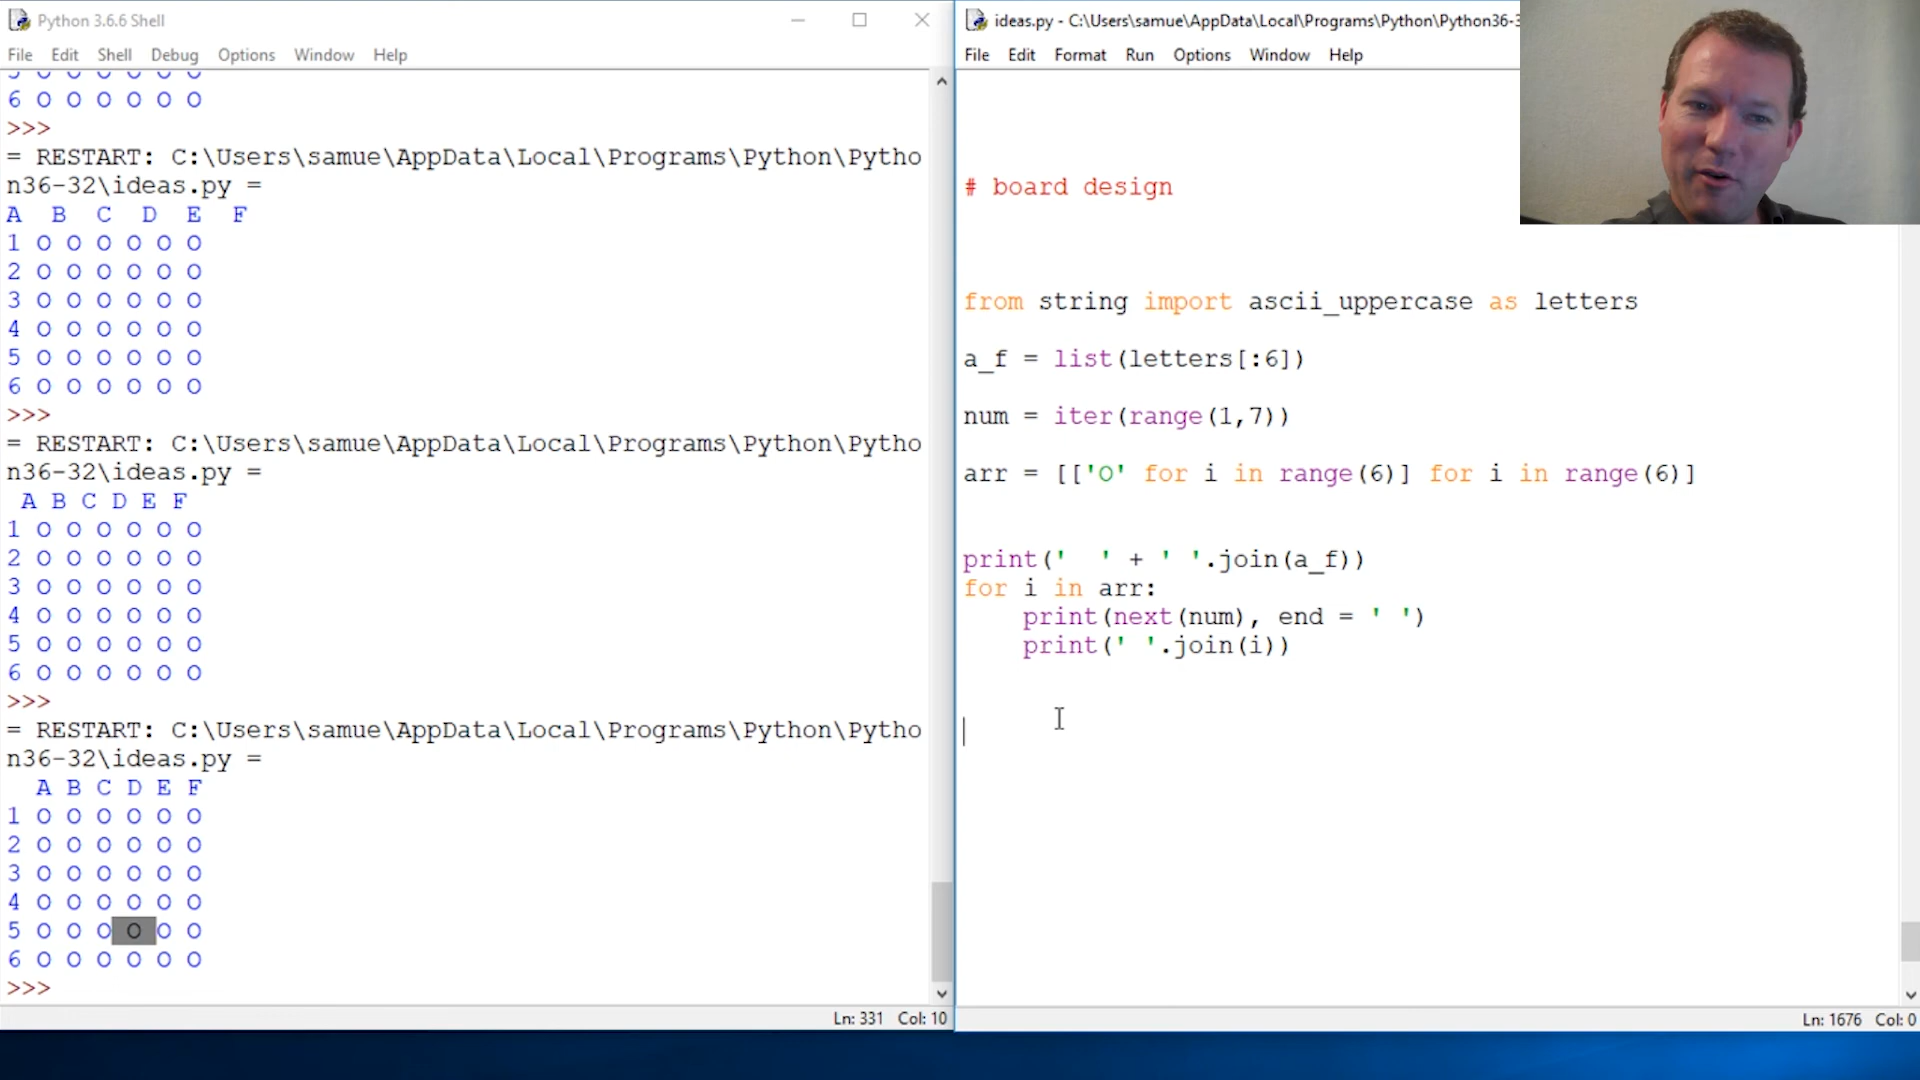 Python 3.6.6 Shell
File Edit Shell Debug Options Window Help
6 O O O O O O
>>>
= RESTART: C:\Users\samue\AppData\Local\Programs\Python\Pytho
n36-32\ideas.py =
A  B  C  D  E  F
1 O O O O O O
2 O O O O O O
3 O O O O O O
4 O O O O O O
5 O O O O O O
6 O O O O O O
>>>
= RESTART: C:\Users\samue\AppData\Local\Programs\Python\Pytho
n36-32\ideas.py =
 A B C D E F
1 O O O O O O
2 O O O O O O
3 O O O O O O
4 O O O O O O
5 O O O O O O
6 O O O O O O
>>>
= RESTART: C:\Users\samue\AppData\Local\Programs\Python\Pytho
n36-32\ideas.py =
  A B C D E F
1 O O O O O O
2 O O O O O O
3 O O O O O O
4 O O O O O O
5 O O O O O O
6 O O O O O O
>>>
Ln: 331 Col: 10
ideas.py - C:\Users\samue\AppData\Local\Programs\Python\Python36-3
File Edit Format Run Options Window Help
# board design
from string import ascii_uppercase as letters
a_f = list(letters[:6])
num = iter(range(1,7))
arr = [['O' for i in range(6)] for i in range(6)]
print('  ' + ' '.join(a_f))
for i in arr:
    print(next(num), end = ' ')
    print(' '.join(i))
Ln: 1676 Col: 0